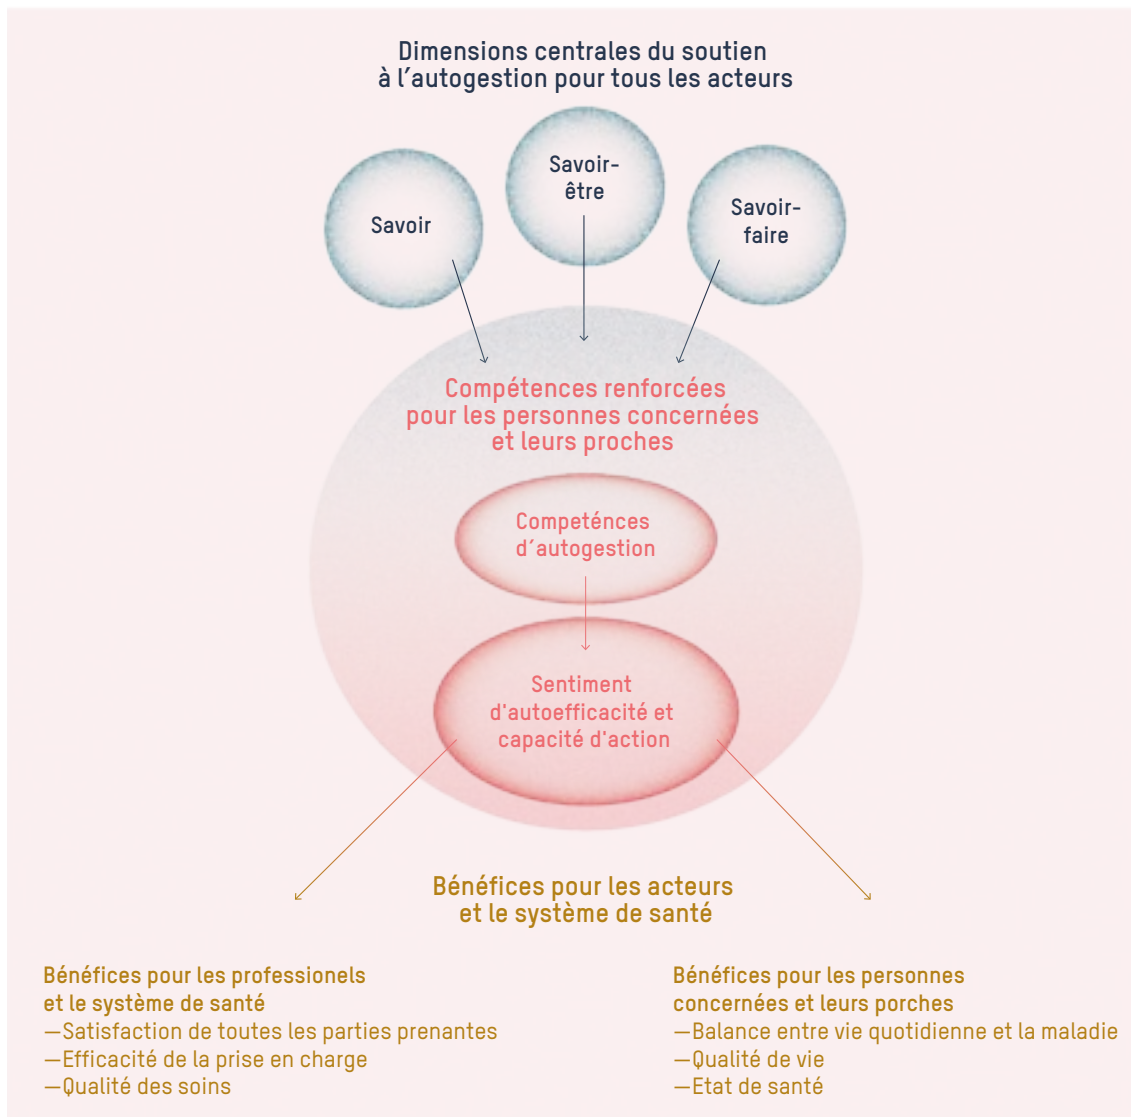 Dimensions centrales du soutien
à l´autogestion pour tous les acteurs
Savoir
Savoir-
être
Savoir-
faire
Compétences renforcées
pour les personnes concernées
et leurs proches
Competénces
d´autogestion
Sentiment
d'autoefficacité et
capacité d'action
Bénéfices pour les acteurs
et le système de santé
Bénéfices pour les professionels
et le système de santé
—Satisfaction de toutes les parties prenantes
—Efficacité de la prise en charge
—Qualité des soins
Bénéfices pour les personnes
concernées et leurs porches
—Balance entre vie quotidienne et la maladie
—Qualité de vie
—Etat de santé